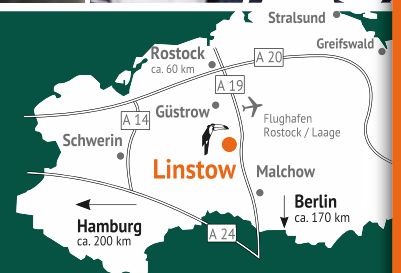 Stralsund
Greifswald
Rostock
ca. 60 km
A 20
A 19
A 14
Güstrow
Flughafen
Rostock / Laage
Schwerin
Linstow
Malchow
Berlin
ca. 170 km
Hamburg
ca. 200 km
A 24